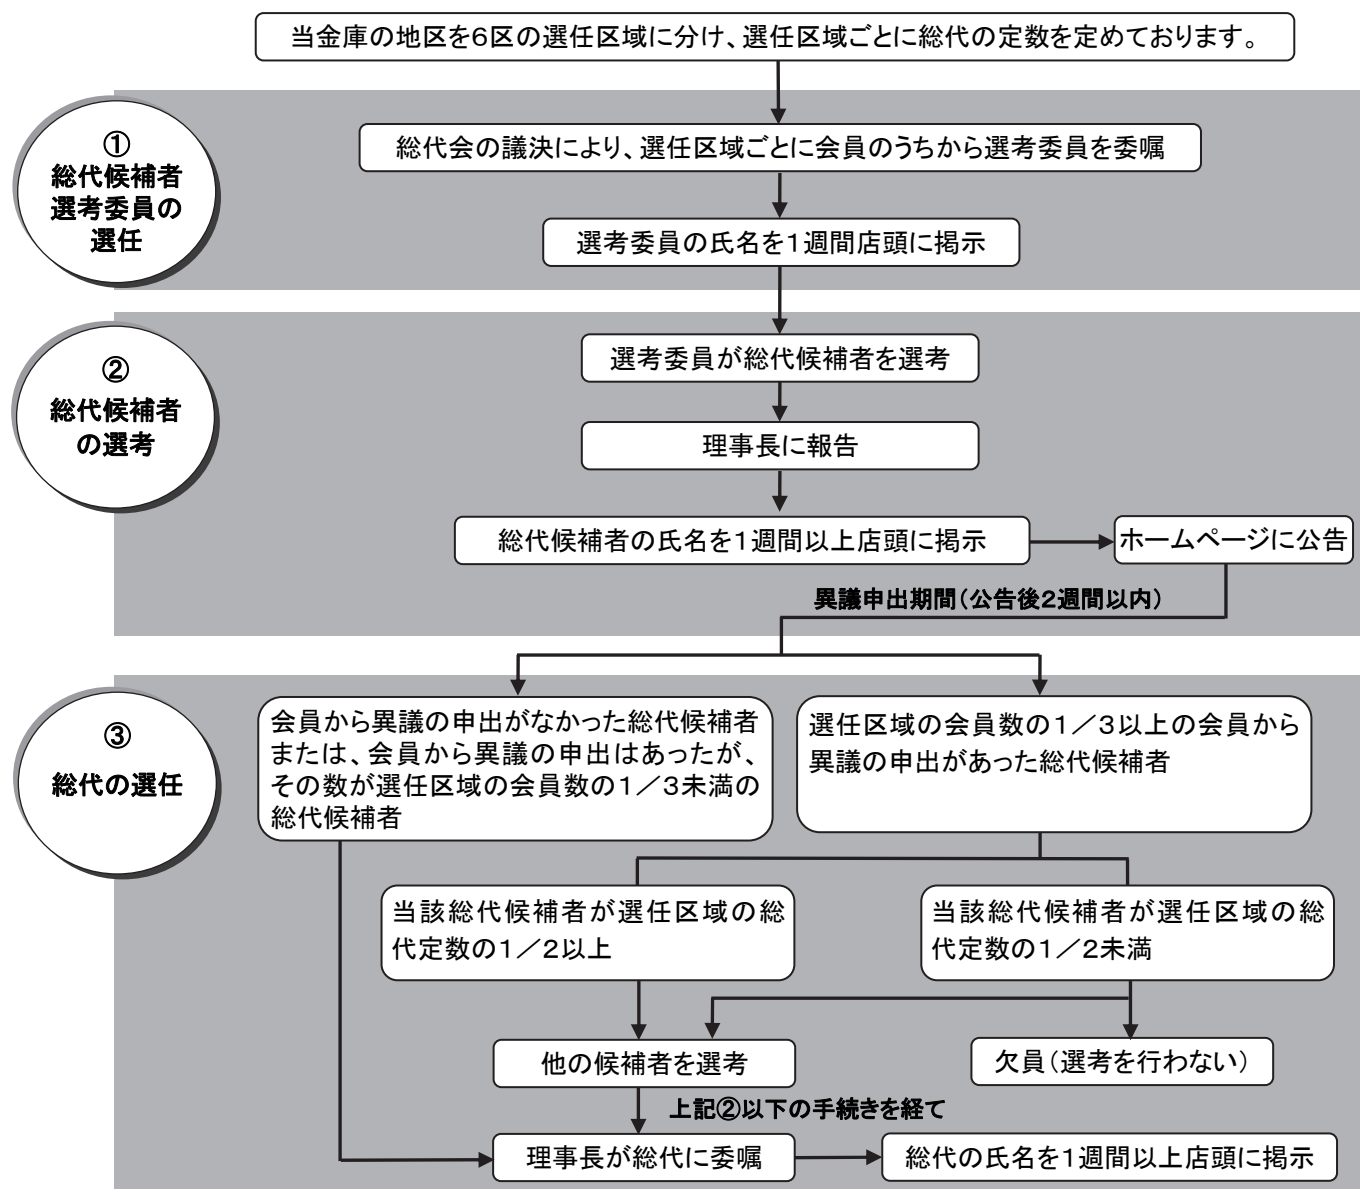 当金庫の地区を6区の選任区域に分け、選任区域ごとに総代の定数を定めております。
①
総代候補者
選考委員の
選任
総代会の議決により、選任区域ごとに会員のうちから選考委員を委嘱
選考委員の氏名を1週間店頭に掲示
②
総代候補者
の選考
選考委員が総代候補者を選考
理事長に報告
総代候補者の氏名を1週間以上店頭に掲示
ホームページに公告
異議申出期間(公告後2週間以内)
③
総代の選任
会員から異議の申出がなかった総代候補者
または、会員から異議の申出はあったが、
その数が選任区域の会員数の1/3未満の
総代候補者
選任区域の会員数の1/3以上の会員から
異議の申出があった総代候補者
当該総代候補者が選任区域の総
代定数の1/2以上
当該総代候補者が選任区域の総
代定数の1/2未満
他の候補者を選考
欠員(選考を行わない)
上記②以下の手続きを経て
理事長が総代に委嘱
総代の氏名を1週間以上店頭に掲示